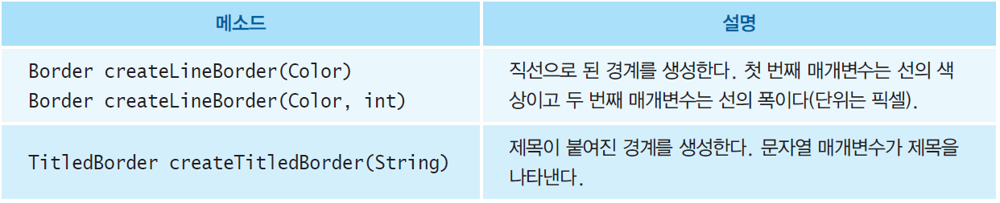 메소드
설명
Border createLineBorder(Color)
Border createLineBorder(Color, int)
직선으로 된 경계를 생성한다. 첫 번째 매개변수는 선의 색
상이고 두 번째 매개변수는 선의 폭이다(단위는 픽셀).
TitledBorder createTitledBorder(String)
제목이 붙여진 경계를 생성한다. 문자열 매개변수가 제목을
나타낸다.